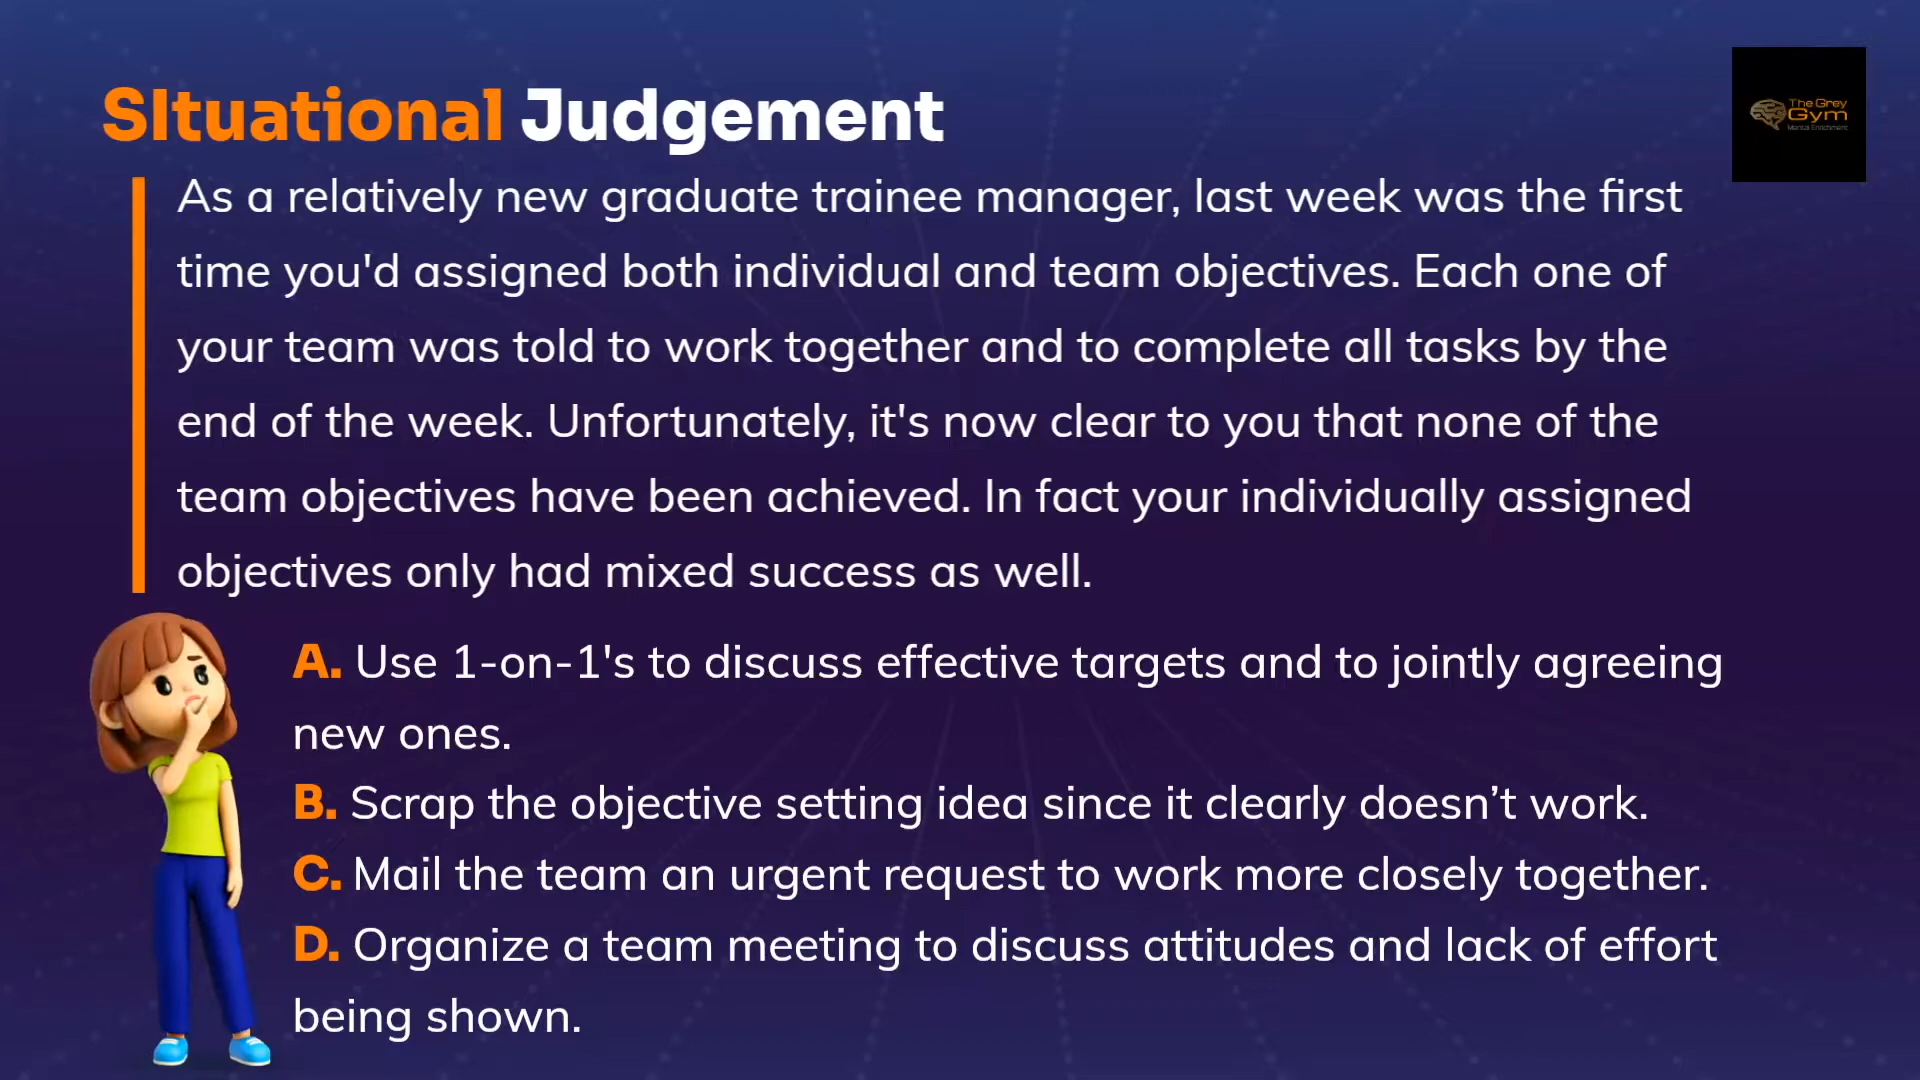 SItuational Judgement
The Grey
Gym
Mental Enrichment
As a relatively new graduate trainee manager, last week was the first
time you'd assigned both individual and team objectives. Each one of
your team was told to work together and to complete all tasks by the
end of the week. Unfortunately, it's now clear to you that none of the
team objectives have been achieved. In fact your individually assigned
objectives only had mixed success as well.
A. Use 1-on-1's to discuss effective targets and to jointly agreeing
new ones.
B. Scrap the objective setting idea since it clearly doesn’t work.
C. Mail the team an urgent request to work more closely together.
D. Organize a team meeting to discuss attitudes and lack of effort
being shown.